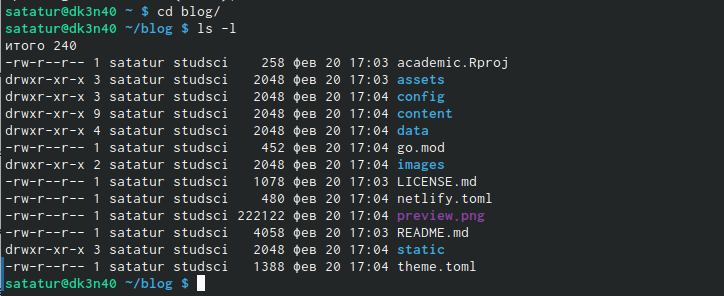 satatur@dk3n40 ~ $ cd blog/
satatur@dk3n40 ~/blog $ ls -l
итого 240
-rw-r--r-- 1 satatur studsci    258 фев 20 17:03 academic.Rproj
drwxr-xr-x 3 satatur studsci   2048 фев 20 17:03 assets
drwxr-xr-x 3 satatur studsci   2048 фев 20 17:04 config
drwxr-xr-x 9 satatur studsci   2048 фев 20 17:04 content
drwxr-xr-x 4 satatur studsci   2048 фев 20 17:04 data
-rw-r--r-- 1 satatur studsci    452 фев 20 17:04 go.mod
drwxr-xr-x 2 satatur studsci   2048 фев 20 17:04 images
-rw-r--r-- 1 satatur studsci   1078 фев 20 17:03 LICENSE.md
-rw-r--r-- 1 satatur studsci    480 фев 20 17:04 netlify.toml
-rw-r--r-- 1 satatur studsci 222122 фев 20 17:04 preview.png
-rw-r--r-- 1 satatur studsci   4058 фев 20 17:03 README.md
drwxr-xr-x 3 satatur studsci   2048 фев 20 17:04 static
-rw-r--r-- 1 satatur studsci   1388 фев 20 17:04 theme.toml
satatur@dk3n40 ~/blog $